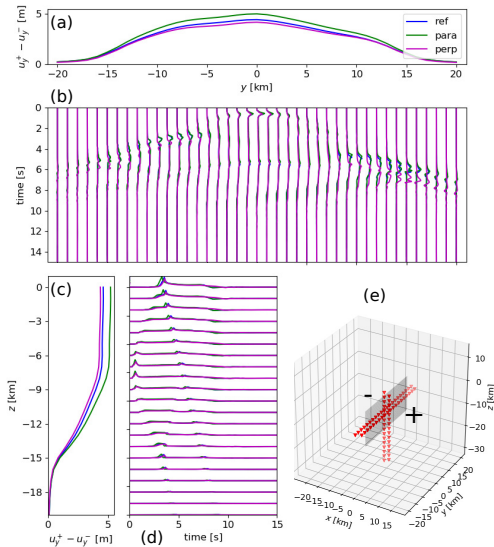 (a)
u_y^+ − u_y^- [m]
5
0
ref
para
perp
−20 −15 −10 −5 0 5 10 15 20
y [km]
(b)
time [s]
0
2
4
6
8
10
12
14
(c)
z [km]
0
−3
−6
−9
−12
−15
−18
0 5
u_y^+ − u_y^- [m]
(d)
0 5 10 15
time [s]
(e)
-
+
10
0
−10
−20
−30
z [km]
−20−15−10−5 0 5 10 15
x [km]
−20−15−10−5 0 5 10 15
y [km]